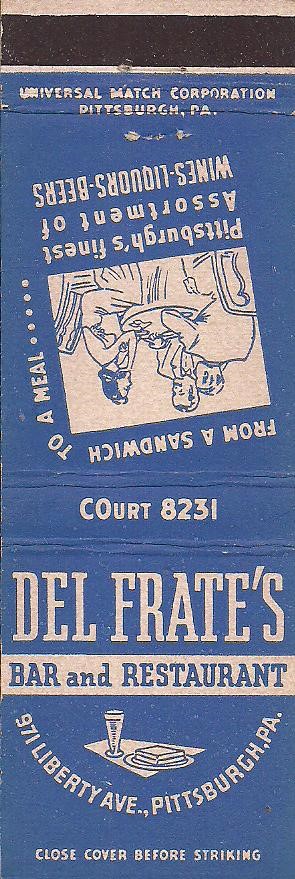 UNIVERSAL MATCH CORPORATION
PITTSBURGH, PA.
FROM A SANDWICH
TO A MEAL......
Pittsburgh's finest
Assortment of
WINES-LIQUORS-BEERS
COURT 8231
DEL FRATE'S
BAR and RESTAURANT
971 LIBERTY AVE., PITTSBURGH, PA.
CLOSE COVER BEFORE STRIKING